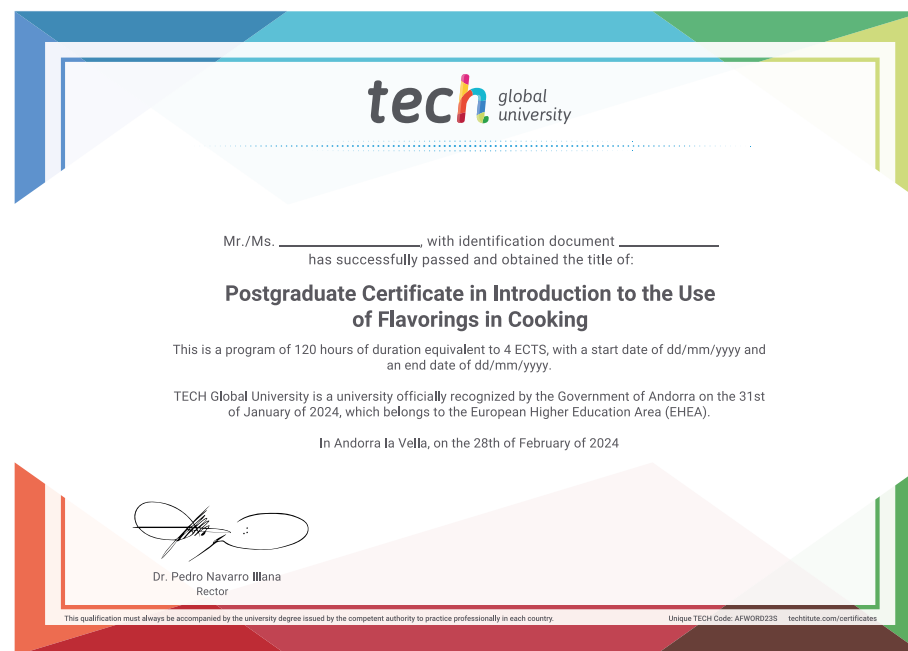 tech global
university
Mr./Ms. ____________, with identification document ____________
has successfully passed and obtained the title of:
Postgraduate Certificate in Introduction to the Use
of Flavorings in Cooking
This is a program of 120 hours of duration equivalent to 4 ECTS, with a start date of dd/mm/yyyy and
an end date of dd/mm/yyyy.
TECH Global University is a university officially recognized by the Government of Andorra on the 31st
of January of 2024, which belongs to the European Higher Education Area (EHEA).
In Andorra la Vella, on the 28th of February of 2024
Dr. Pedro Navarro Illana
Rector
This qualification must always be accompanied by the university degree issued by the competent authority to practice professionally in each country. Unique TECH Code: AFWORD23S techtitute.com/certificates